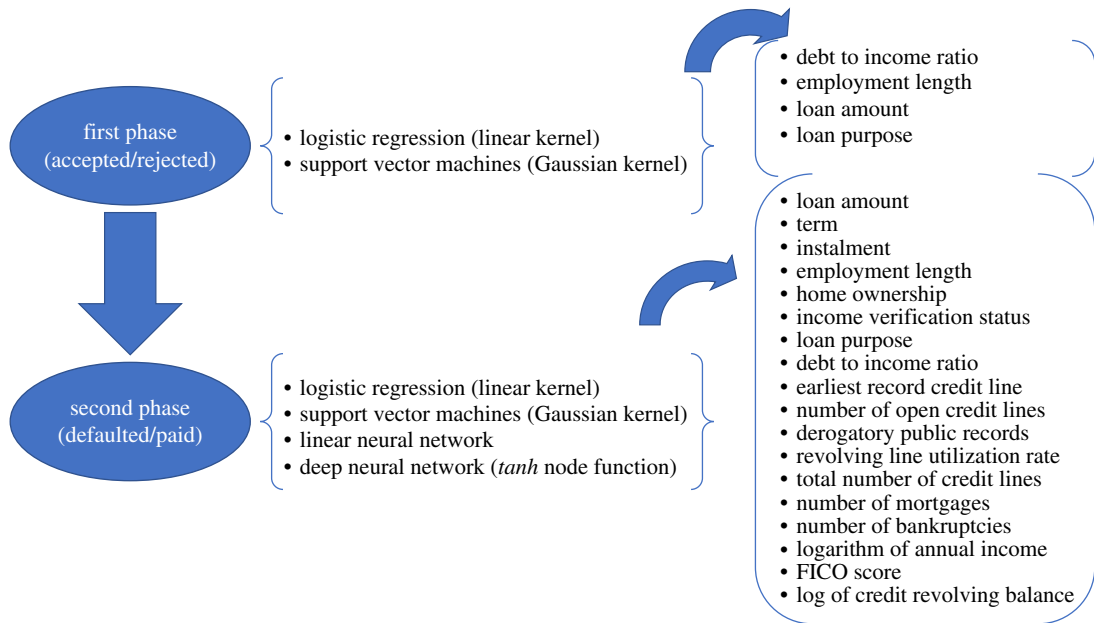 first phase
(accepted/rejected)
• logistic regression (linear kernel)
• support vector machines (Gaussian kernel)
• debt to income ratio
• employment length
• loan amount
• loan purpose
second phase
(defaulted/paid)
• logistic regression (linear kernel)
• support vector machines (Gaussian kernel)
• linear neural network
• deep neural network (tanh node function)
• loan amount
• term
• instalment
• employment length
• home ownership
• income verification status
• loan purpose
• debt to income ratio
• earliest record credit line
• number of open credit lines
• derogatory public records
• revolving line utilization rate
• total number of credit lines
• number of mortgages
• number of bankruptcies
• logarithm of annual income
• FICO score
• log of credit revolving balance